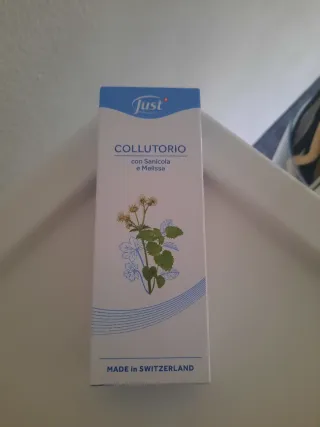 Just
COLLUTORIO
con Sanicola
e Melissa
MADE in SWITZERLAND